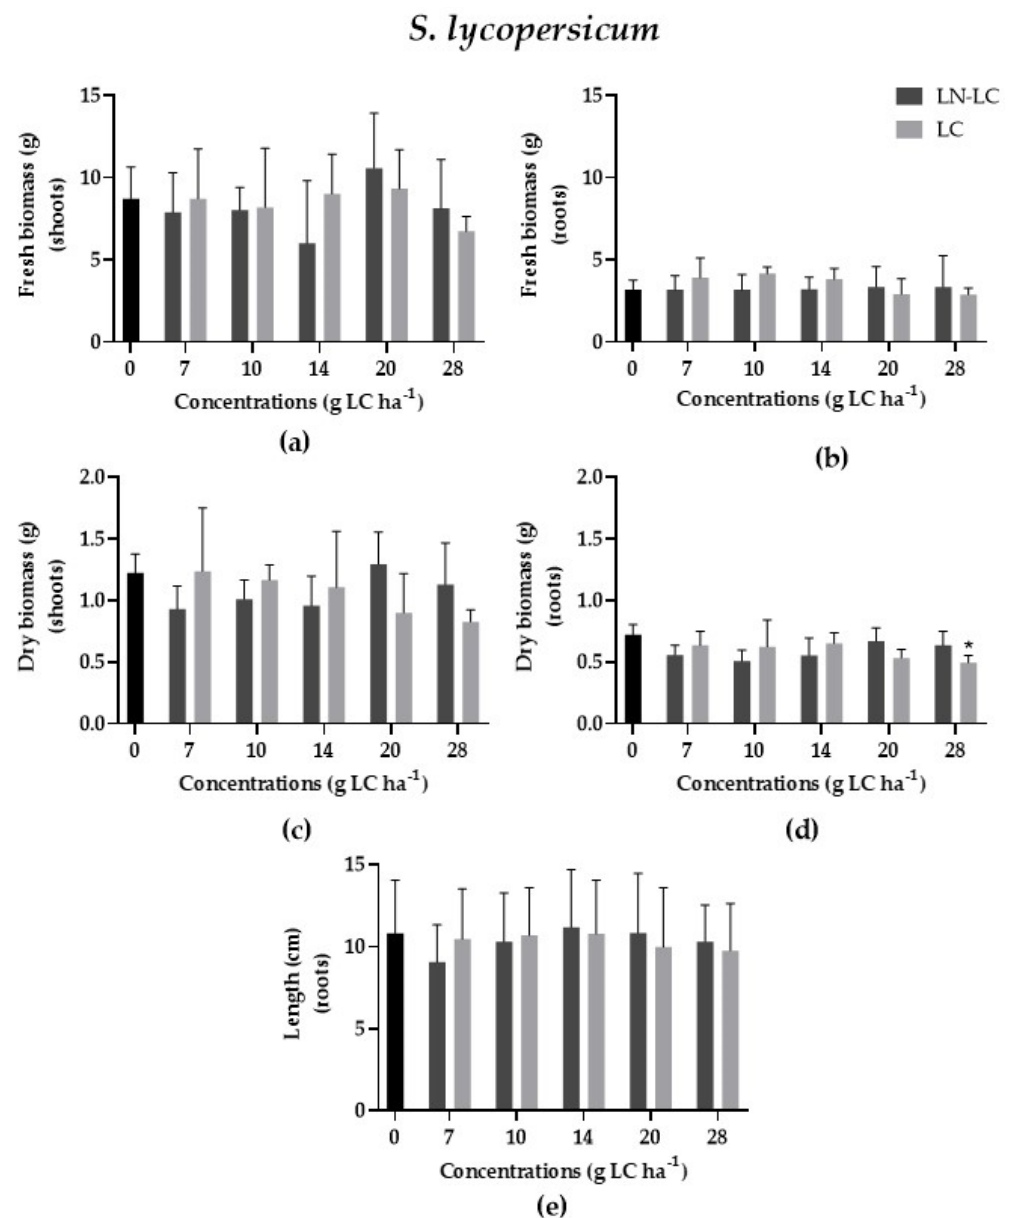 S. lycopersicum
15
10
5
0
Fresh biomass (g)
(shoots)
0 7 10 14 20 28
Concentrations (g LC ha-1)
(a)
15
10
5
0
Fresh biomass (g)
(roots)
LN-LC
LC
0 7 10 14 20 28
Concentrations (g LC ha-1)
(b)
2.0
1.5
1.0
0.5
0.0
Dry biomass (g)
(shoots)
0 7 10 14 20 28
Concentrations (g LC ha-1)
(c)
2.0
1.5
1.0
0.5
0.0
Dry biomass (g)
(roots)
*
0 7 10 14 20 28
Concentrations (g LC ha-1)
(d)
15
10
5
0
Length (cm)
(roots)
0 7 10 14 20 28
Concentrations (g LC ha-1)
(e)